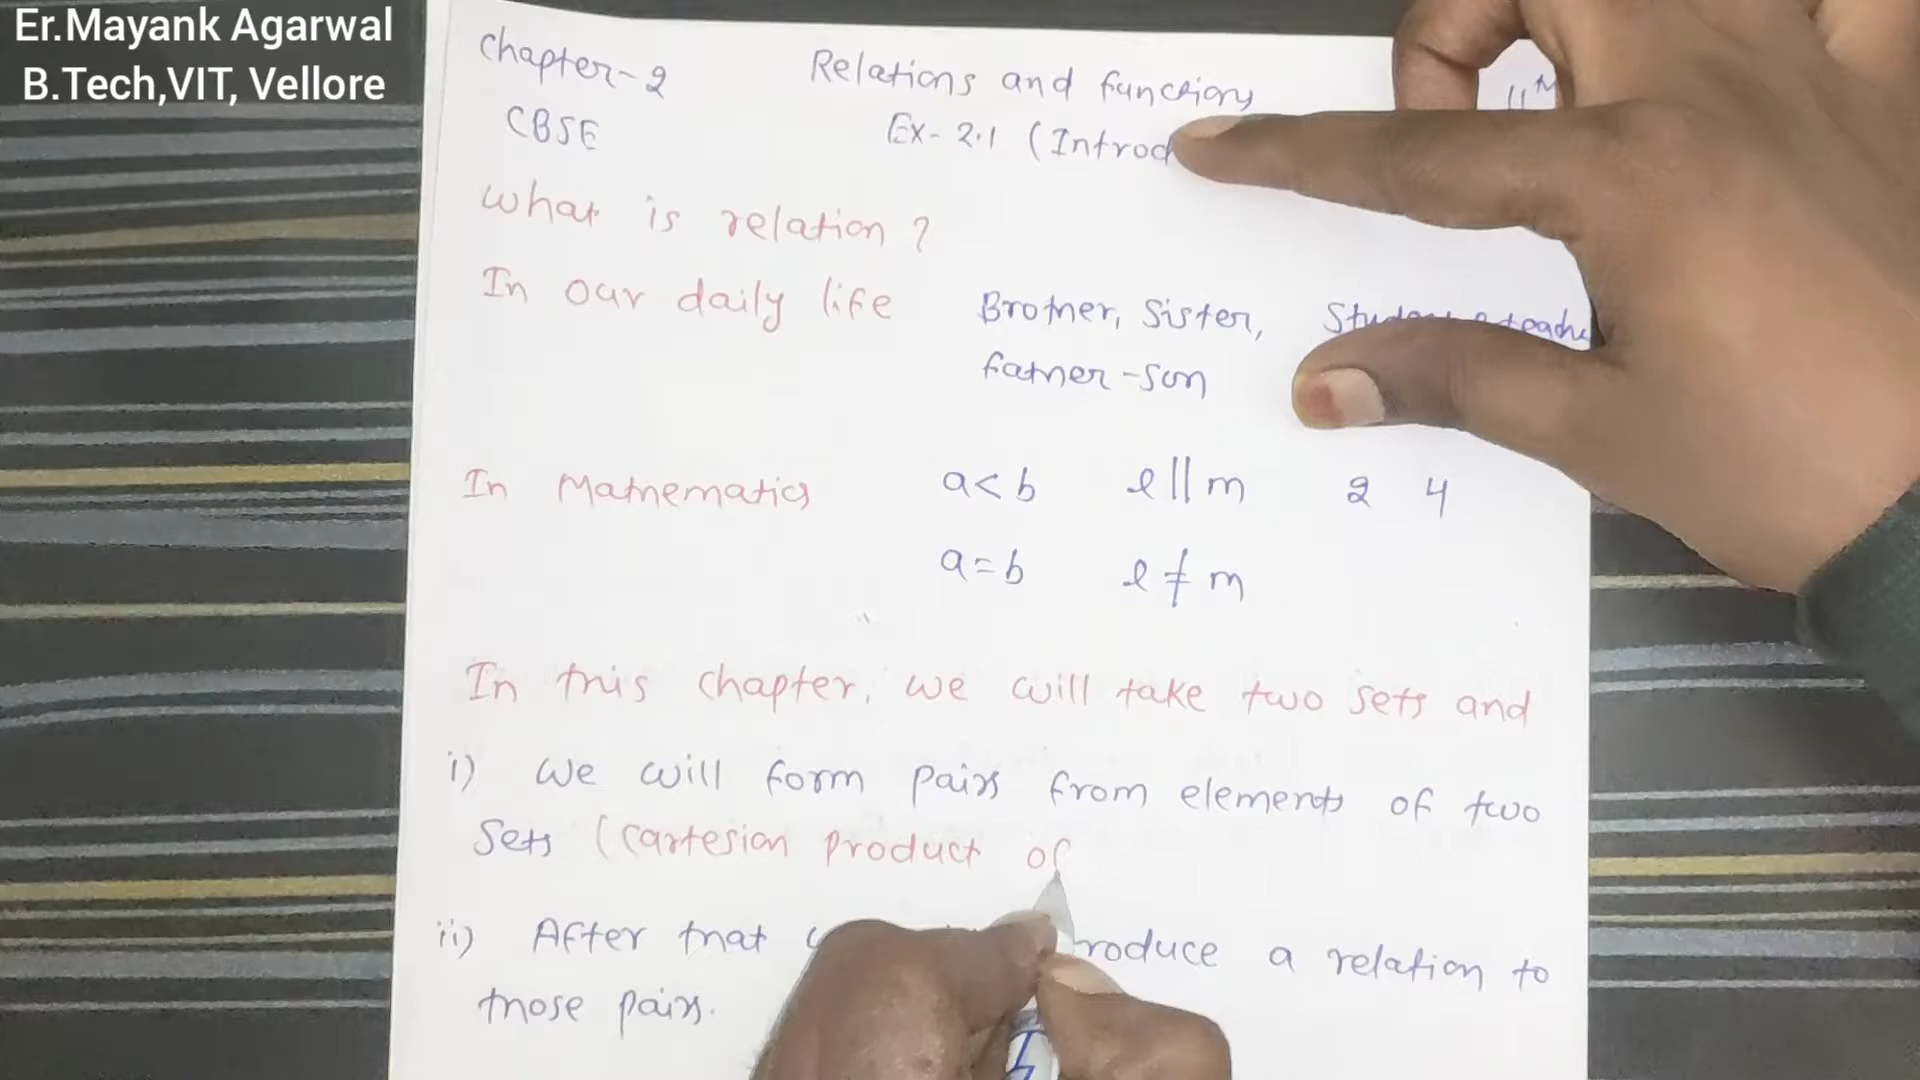 Er.Mayank Agarwal
B.Tech,VIT, Vellore
Chapter-2 Relations and functions 11th
CBSE Ex- 2.1 (Introd
What is relation ?
In our daily life Brother, Sister,
father -son
In Mathematics a< b l || m 2 4
a = b l ≠ m
In this chapter, we will take two sets and
i) We will form pairs from elements of two
Sets (Cartesian product of
ii) After that roduce a relation to
those pairs.